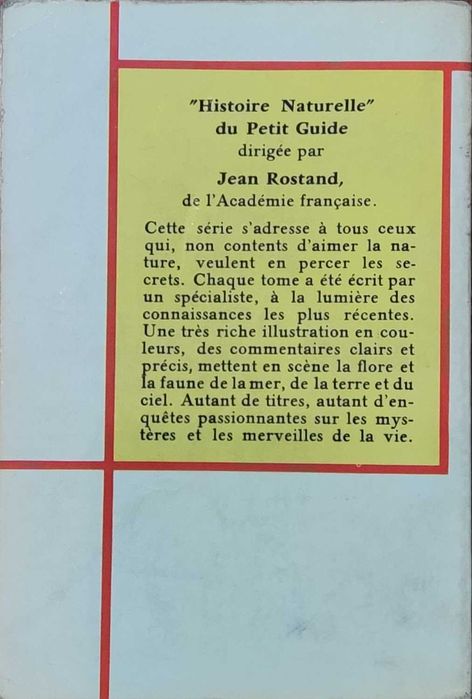 "Histoire Naturelle"
du Petit Guide
dirigée par
Jean Rostand,
de l'Académie française.
Cette série s'adresse à tous ceux
qui, non contents d'aimer la na-
ture, veulent en percer les se-
crets. Chaque tome a été écrit par
un spécialiste, à la lumière des
connaissances les plus récentes.
Une très riche illustration en cou-
leurs, des commentaires clairs et
précis, mettent en scène la flore et
la faune de la mer, de la terre et du
ciel. Autant de titres, autant d'en-
quêtes passionnantes sur les mys-
tères et les merveilles de la vie.